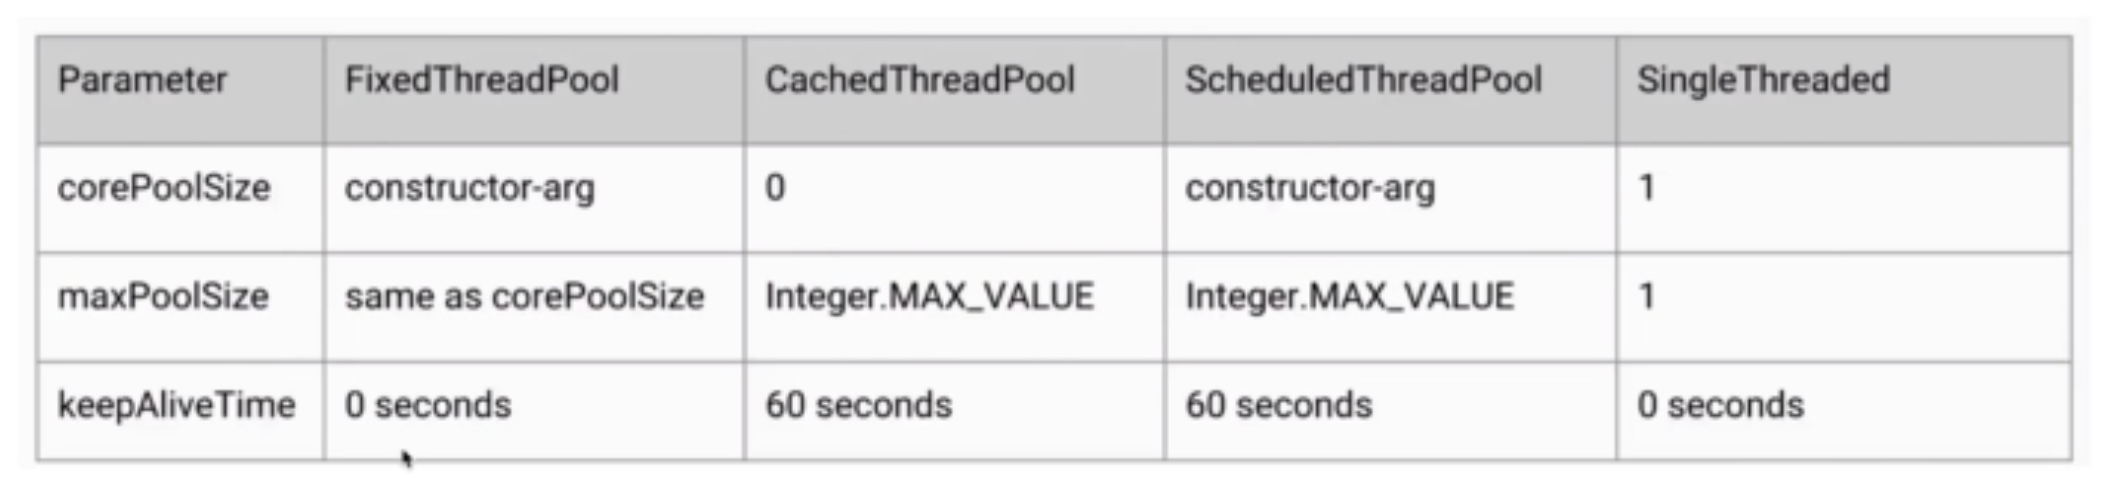 Parameter FixedThreadPool CachedThreadPool ScheduledThreadPool SingleThreaded
corePoolSize constructor-arg 0 constructor-arg 1
maxPoolSize same as corePoolSize Integer.MAX_VALUE Integer.MAX_VALUE 1
keepAliveTime 0 seconds 60 seconds 60 seconds 0 seconds